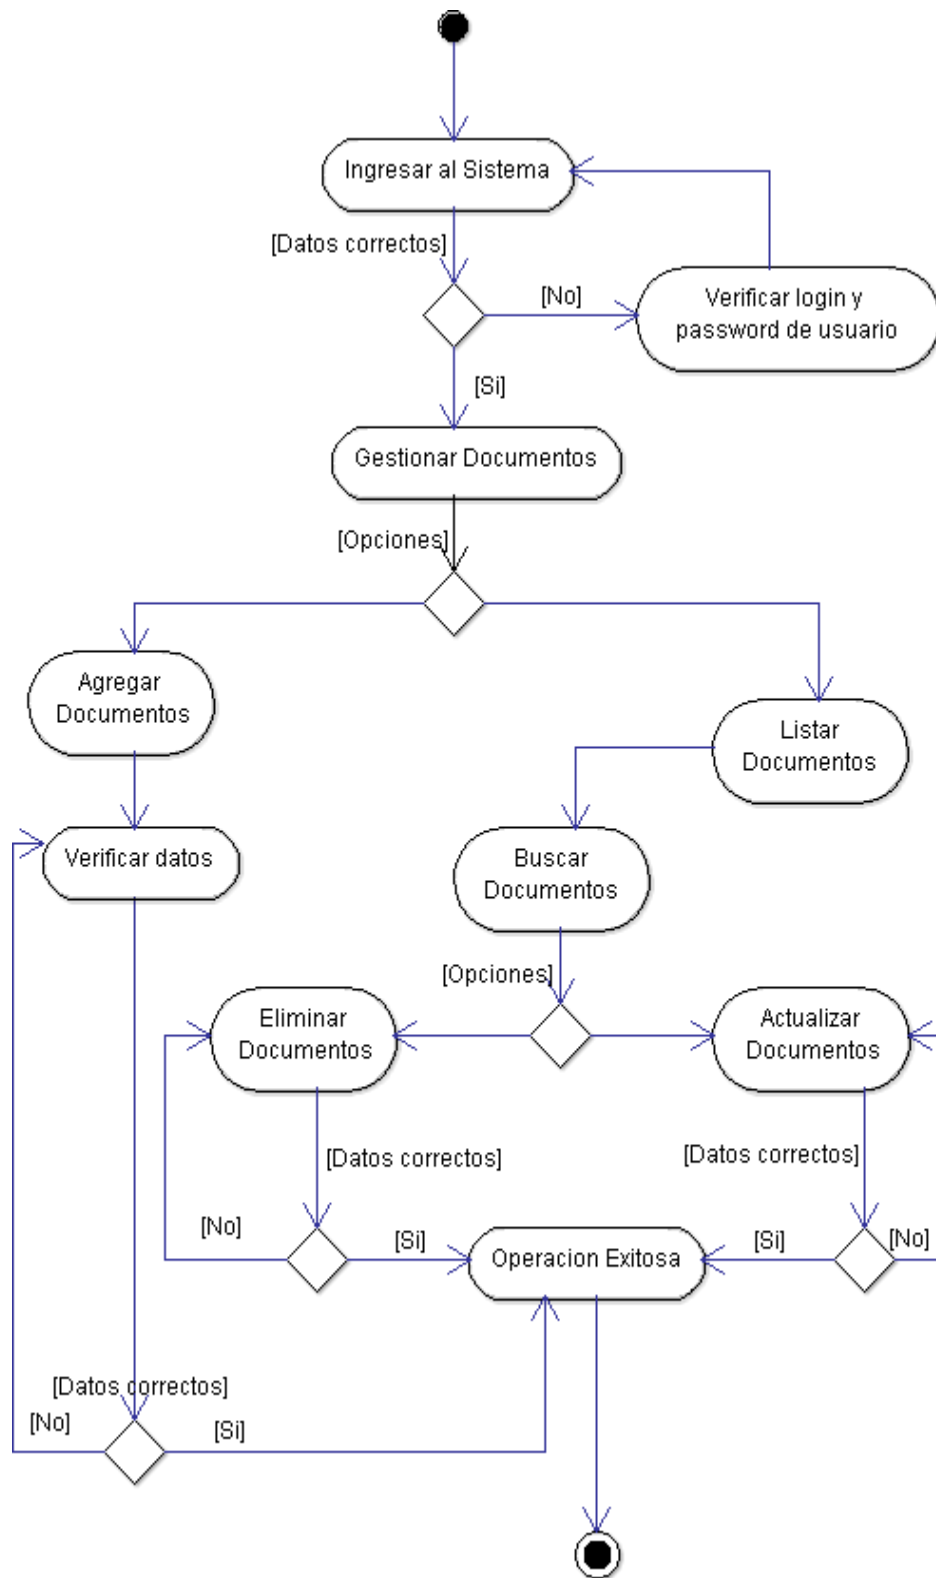 Ingresar al Sistema
[Datos correctos]
[No]
Verificar login y
password de usuario
[Si]
Gestionar Documentos
[Opciones]
Agregar
Documentos
Listar
Documentos
Verificar datos
Buscar
Documentos
[Opciones]
Eliminar
Documentos
Actualizar
Documentos
[Datos correctos]
[Datos correctos]
[No]
[Si]
Operacion Exitosa
[Si]
[No]
[Datos correctos]
[No]
[Si]